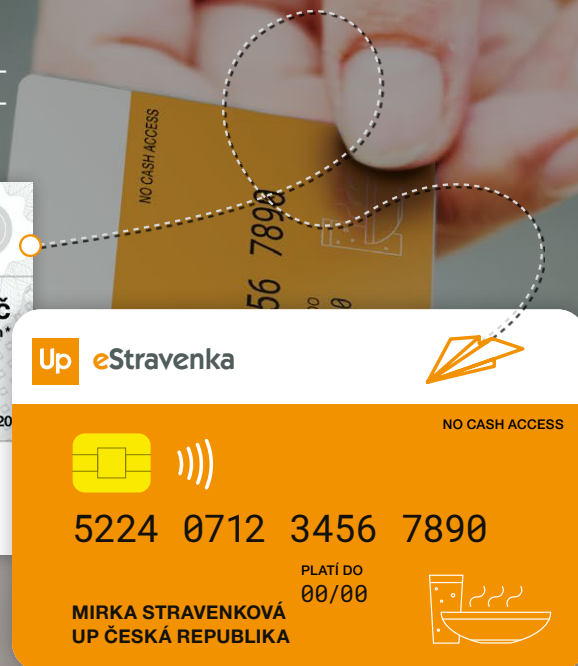 NO CASH ACCESS
56 7890
Č
20
Up eStravenka
NO CASH ACCESS
5224 0712 3456 7890
PLATÍ DO
00/00
MIRKA STRAVENKOVÁ
UP ČESKÁ REPUBLIKA